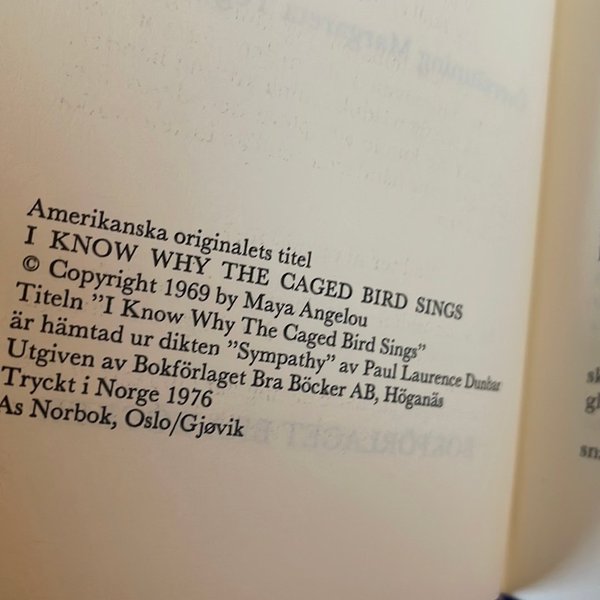 Amerikanska originalets titel
I KNOW WHY THE CAGED BIRD SINGS
© Copyright 1969 by Maya Angelou
Titeln ”I Know Why The Caged Bird Sings”
är hämtad ur dikten ”Sympathy” av Paul Laurence Dunbar
Utgiven av Bokförlaget Bra Böcker AB, Höganäs
Tryckt i Norge 1976
As Norbok, Oslo/Gjøvik